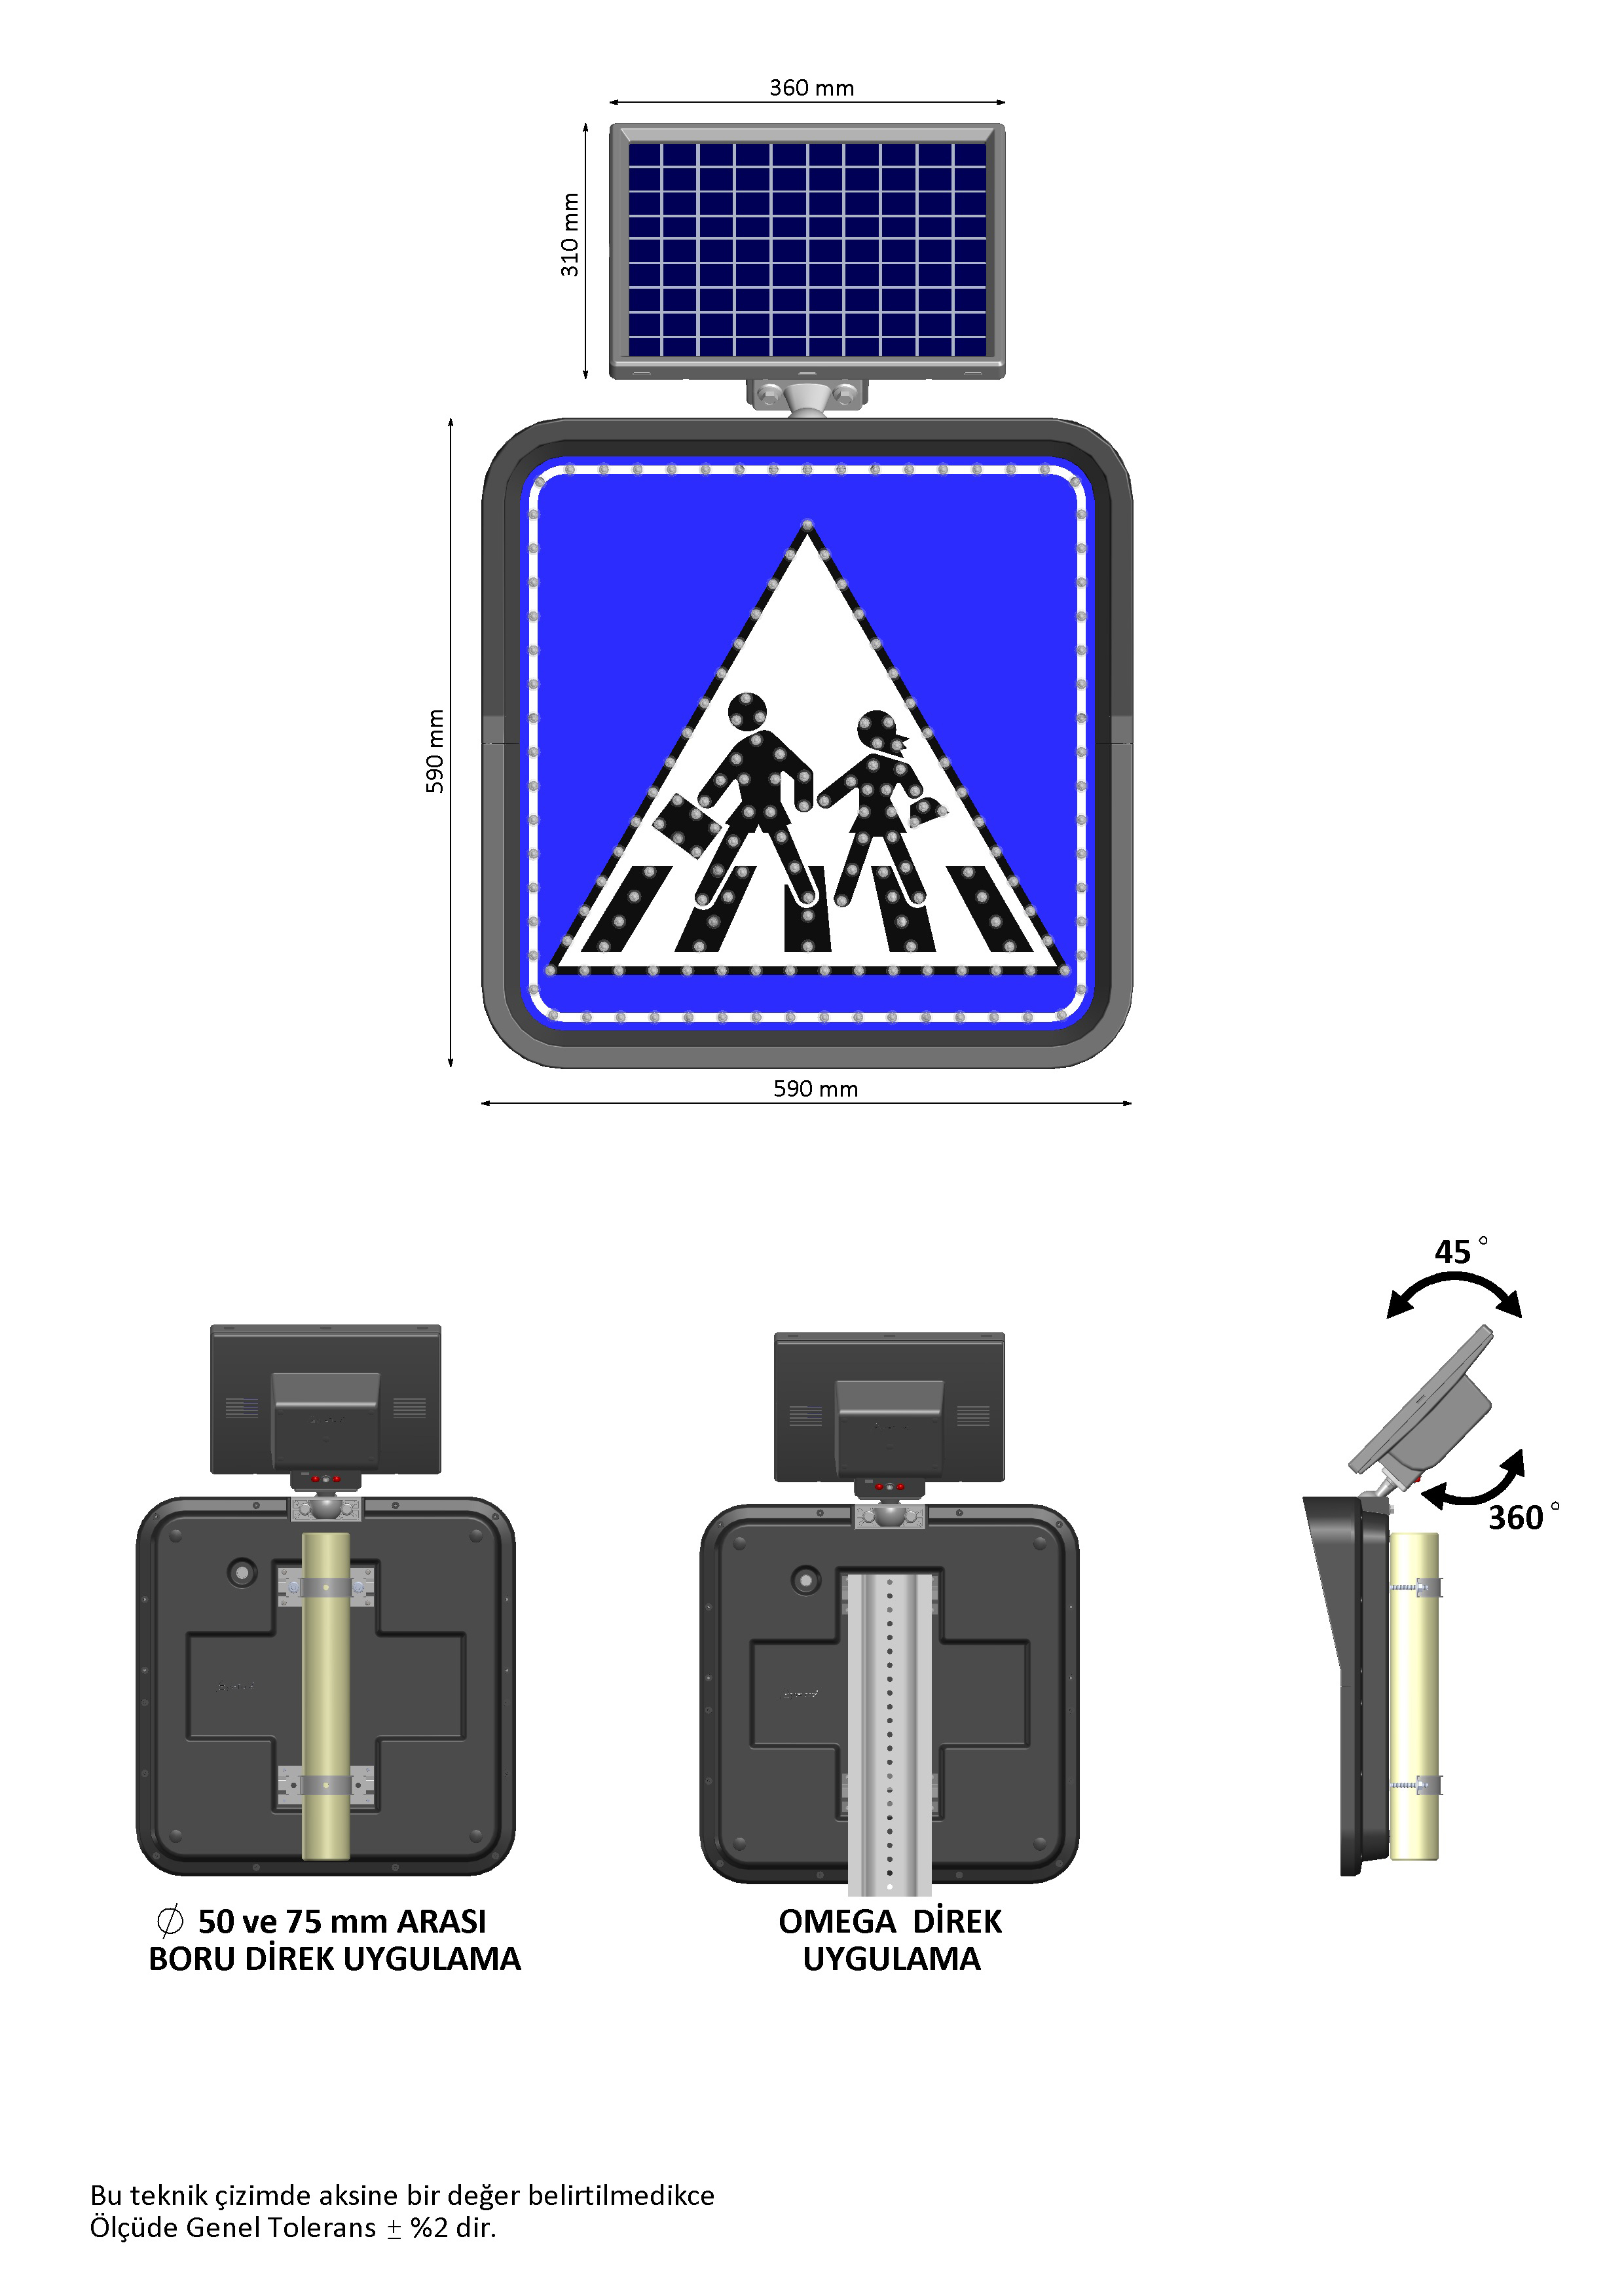 360 mm
310 mm
590 mm
590 mm
45°
360°
∅ 50 ve 75 mm ARASI
BORU DİREK UYGULAMA
OMEGA DİREK
UYGULAMA
Bu teknik çizimde aksine bir değer belirtilmedikce
Ölçüde Genel Tolerans ± %2 dir.